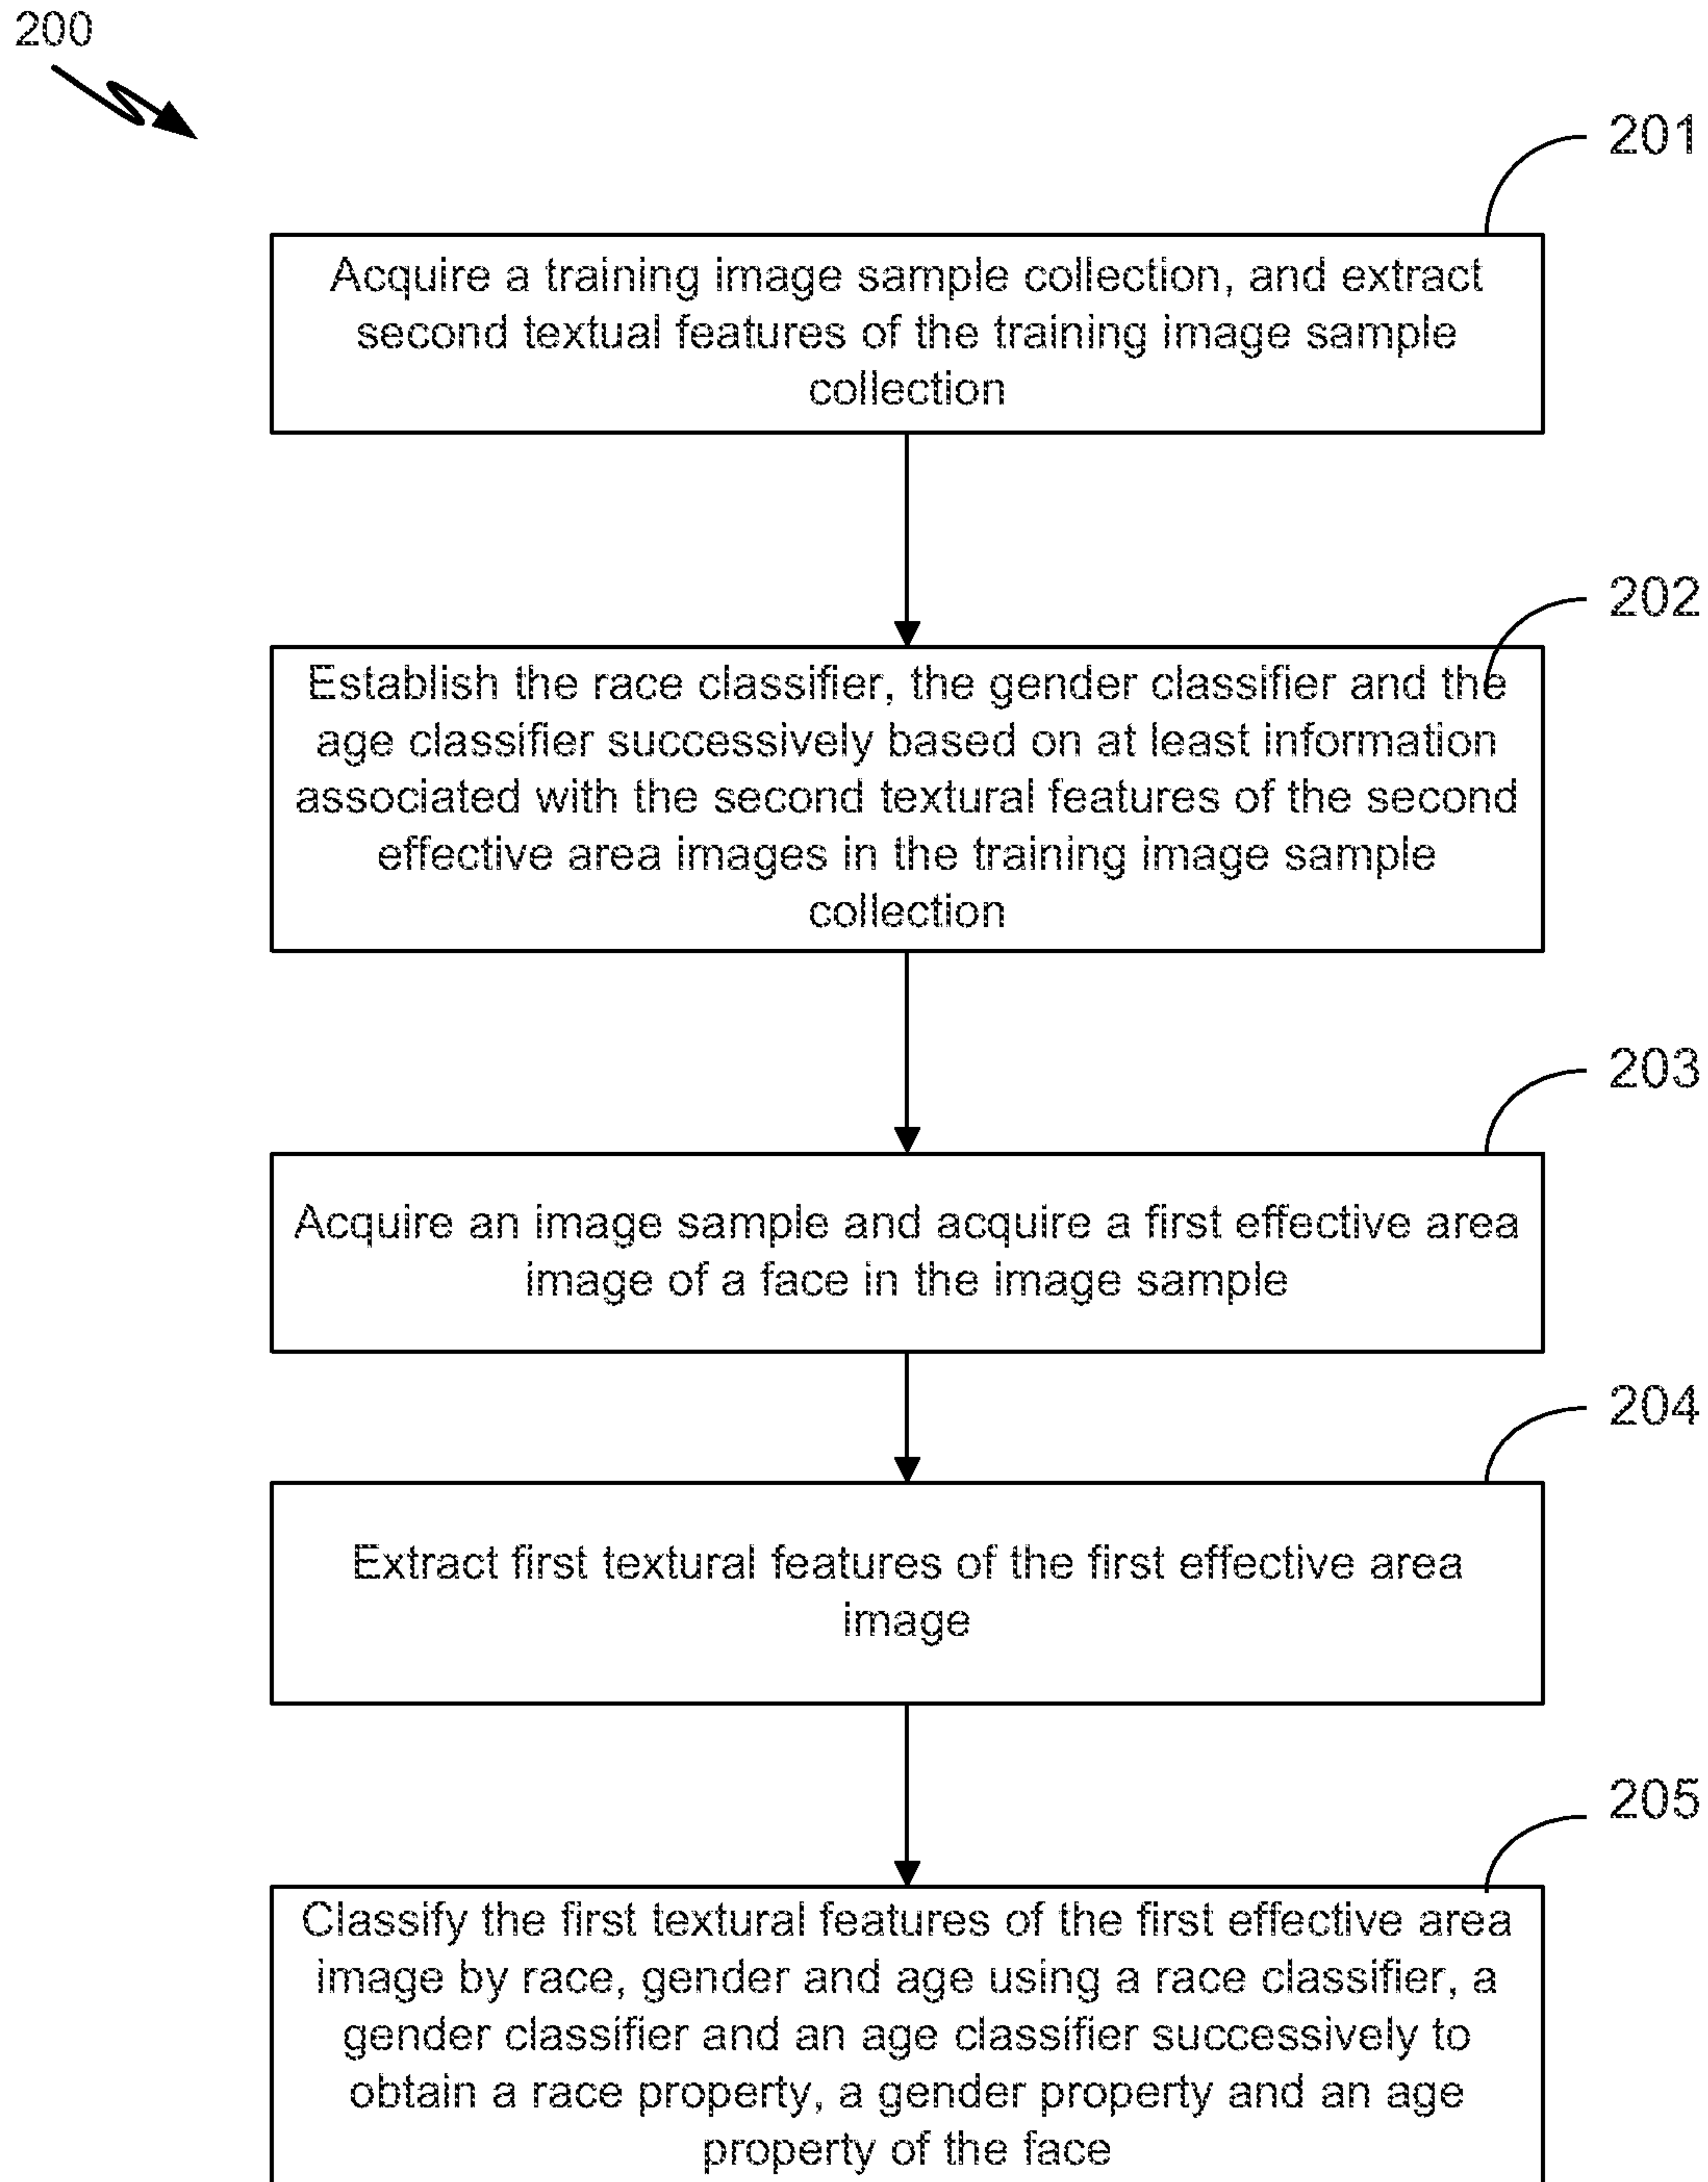 200
201
Acquire a training image sample collection, and extract
second textual features of the training image sample
collection
202
Establish the race classifier, the gender classifier and the
age classifier successively based on at least information
associated with the second textural features of the second
effective area images in the training image sample
collection
203
Acquire an image sample and acquire a first effective area
image of a face in the image sample
204
Extract first textural features of the first effective area
image
205
Classify the first textural features of the first effective area
image by race, gender and age using a race classifier, a
gender classifier and an age classifier successively to
obtain a race property, a gender property and an age
property of the face